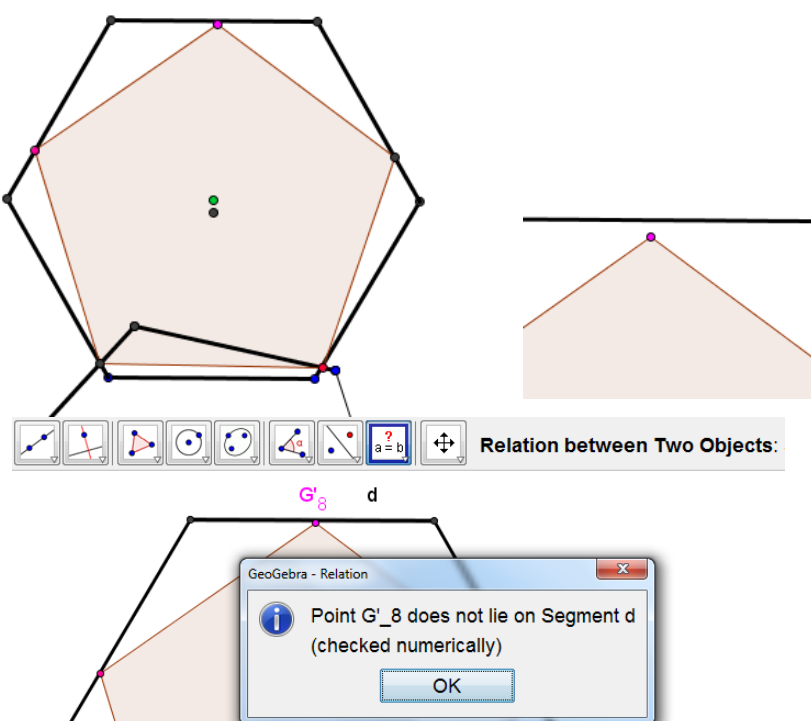 α
?
a = b
Relation between Two Objects:
G'8 d
GeoGebra - Relation
x
i
Point G'_8 does not lie on Segment d
(checked numerically)
OK